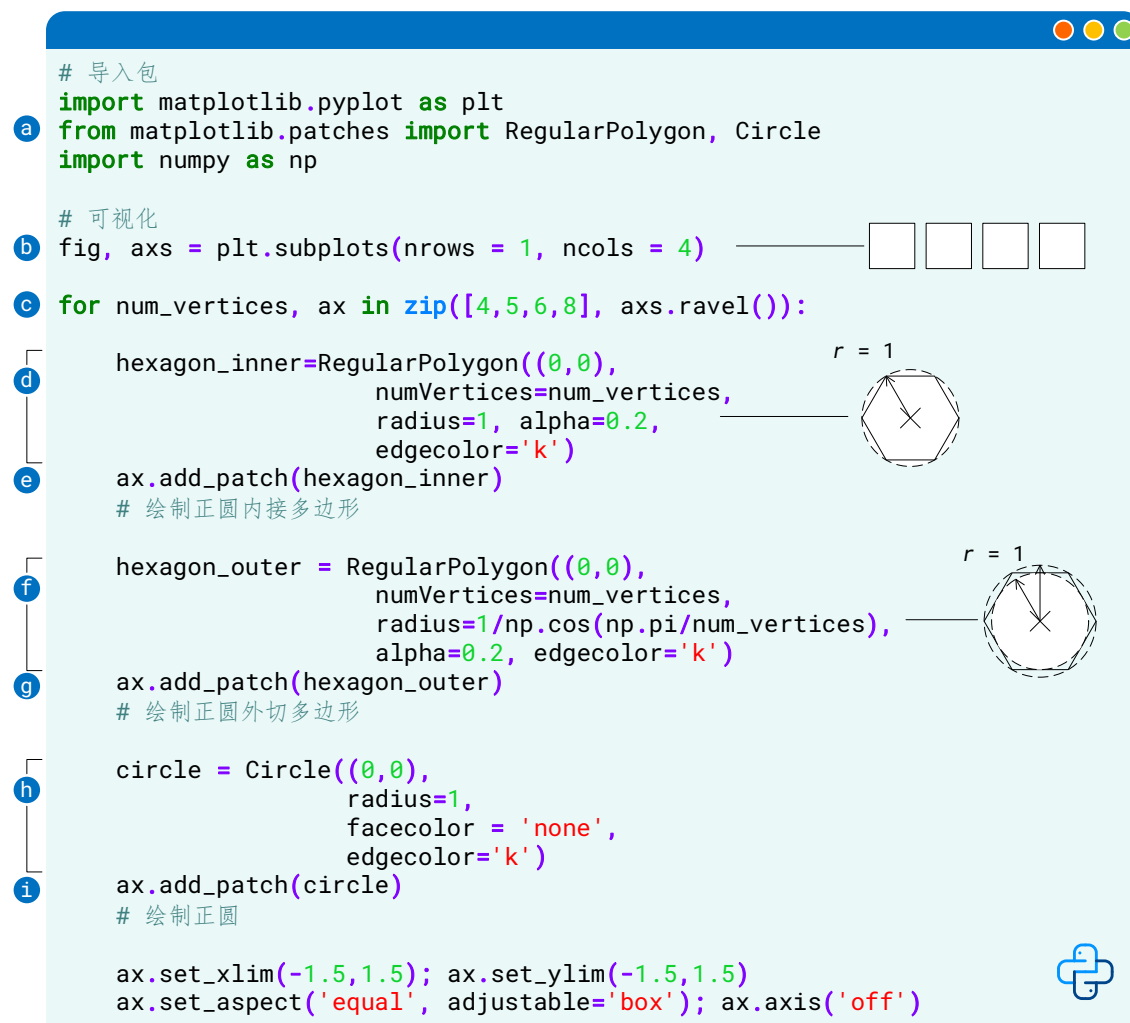 # 导入包
import matplotlib.pyplot as plt
a from matplotlib.patches import RegularPolygon, Circle
import numpy as np
# 可视化
b fig, axs = plt.subplots(nrows = 1, ncols = 4)
c for num_vertices, ax in zip([4,5,6,8], axs.ravel()):
r = 1
d hexagon_inner=RegularPolygon((0,0),
numVertices=num_vertices,
radius=1, alpha=0.2,
edgecolor='k')
e ax.add_patch(hexagon_inner)
# 绘制正圆内接多边形
r = 1
f hexagon_outer = RegularPolygon((0,0),
numVertices=num_vertices,
radius=1/np.cos(np.pi/num_vertices),
alpha=0.2, edgecolor='k')
g ax.add_patch(hexagon_outer)
# 绘制正圆外切多边形
h circle = Circle((0,0),
radius=1,
facecolor = 'none',
edgecolor='k')
i ax.add_patch(circle)
# 绘制正圆
ax.set_xlim(-1.5,1.5); ax.set_ylim(-1.5,1.5)
ax.set_aspect('equal', adjustable='box'); ax.axis('off')